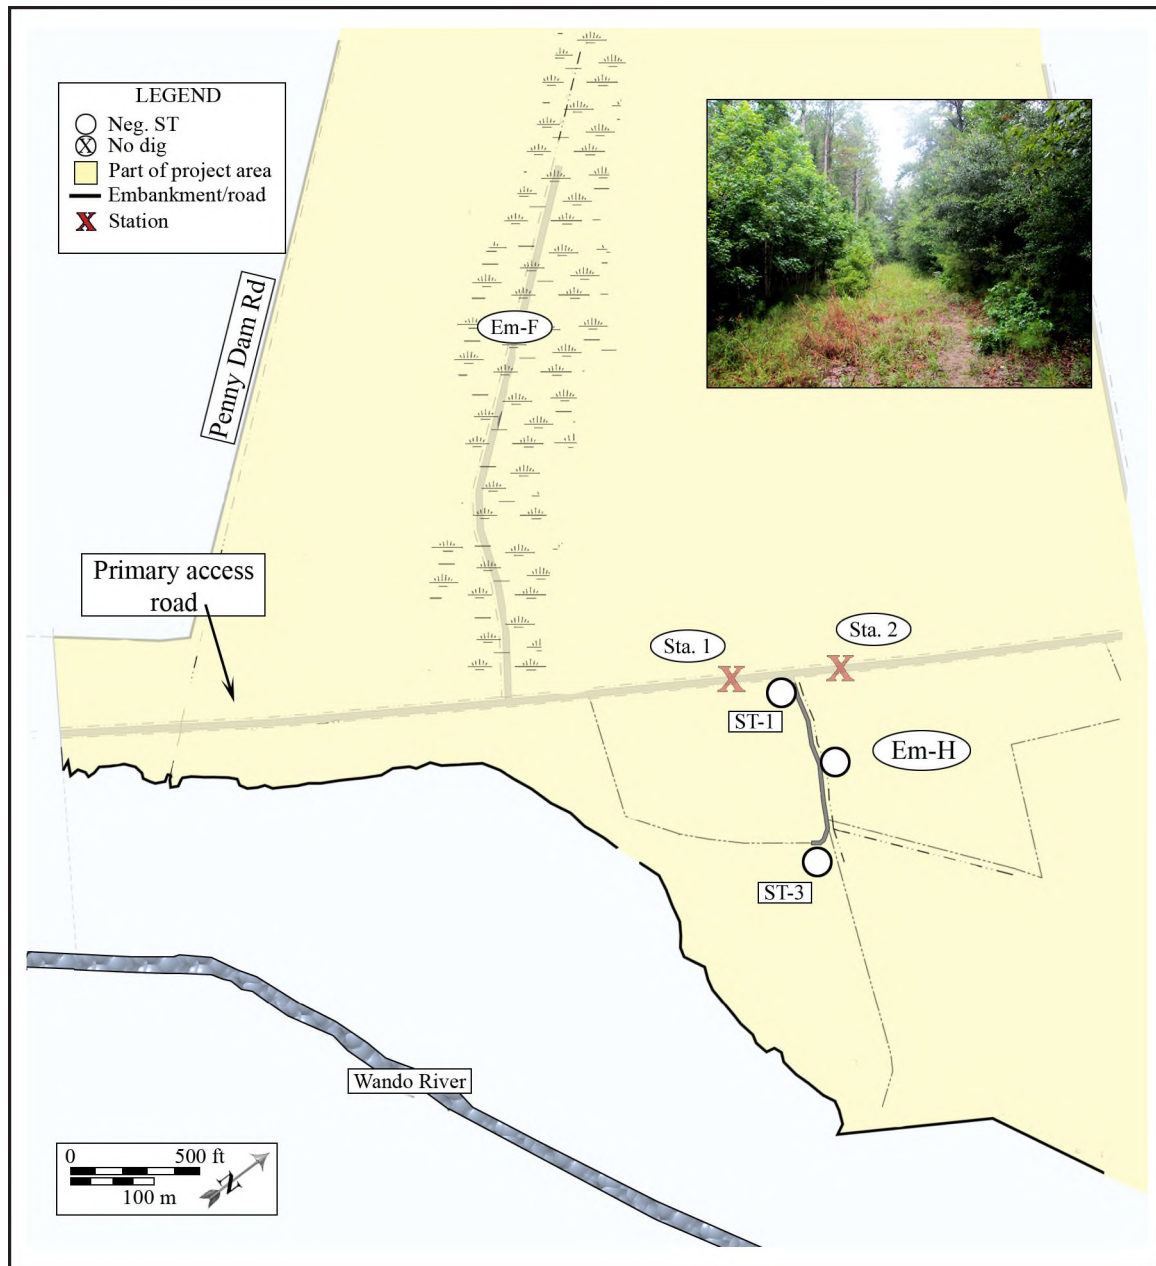 LEGEND
Neg. ST
X No dig
Part of project area
Embankment/road
X Station
Penny Dam Rd
Em-F
Primary access
road
Sta. 1
Sta. 2
X
X
ST-1
Em-H
ST-3
Wando River
0 500 ft
100 m
N